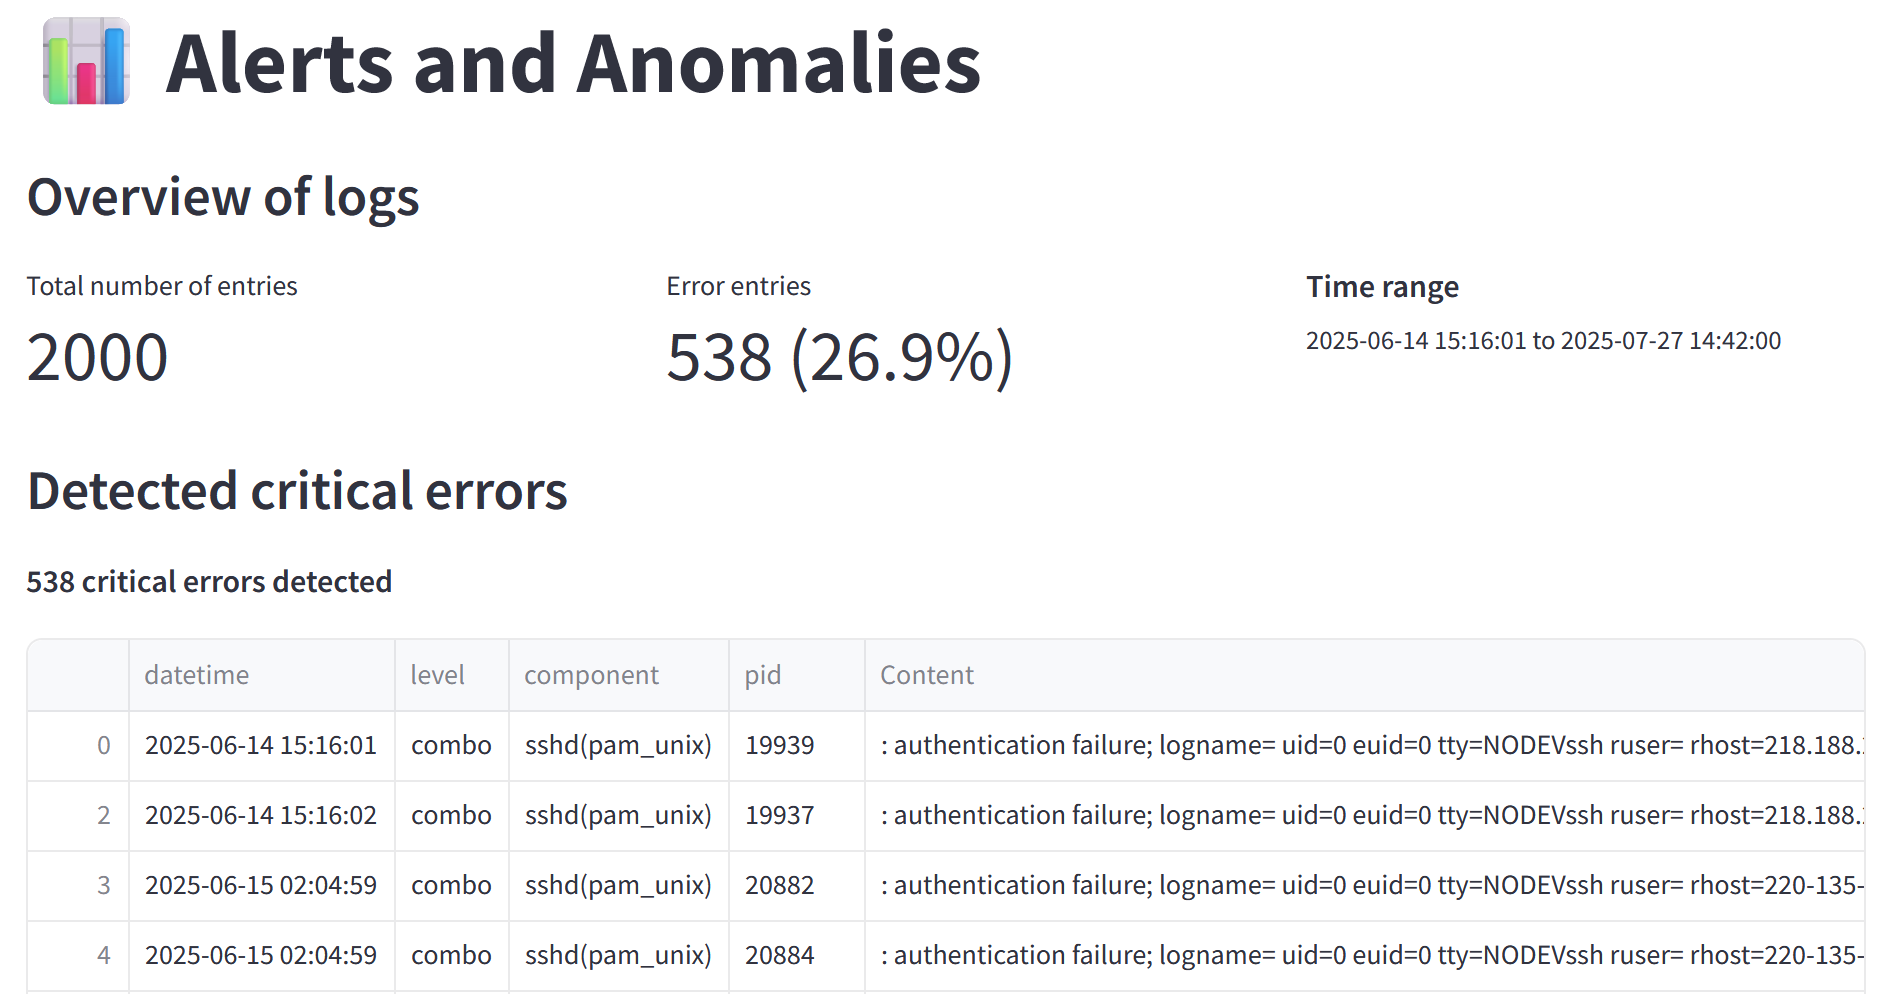 Alerts and Anomalies
Overview of logs
Total number of entries
2000
Error entries
538 (26.9%)
Time range
2025-06-14 15:16:01 to 2025-07-27 14:42:00
Detected critical errors
538 critical errors detected
datetime level component pid Content
0 2025-06-14 15:16:01 combo sshd(pam_unix) 19939 : authentication failure; logname= uid=0 euid=0 tty=NODEVssh ruser= rhost=218.188.
2 2025-06-14 15:16:02 combo sshd(pam_unix) 19937 : authentication failure; logname= uid=0 euid=0 tty=NODEVssh ruser= rhost=218.188.
3 2025-06-15 02:04:59 combo sshd(pam_unix) 20882 : authentication failure; logname= uid=0 euid=0 tty=NODEVssh ruser= rhost=220-135-
4 2025-06-15 02:04:59 combo sshd(pam_unix) 20884 : authentication failure; logname= uid=0 euid=0 tty=NODEVssh ruser= rhost=220-135-